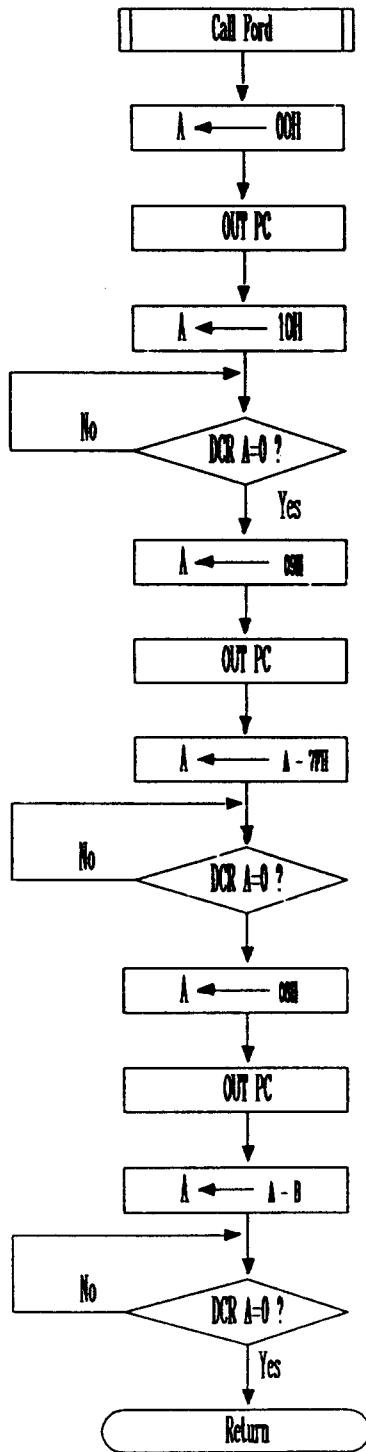 Call Ford
A ← 00H
OUT PC
A ← 10H
DCR A=0 ?
No
Yes
A ←
OUT PC
A ← A - 7FH
DCR A=0 ?
No
A ←
OUT PC
A ← A - B
DCR A=0 ?
No
Yes
Return